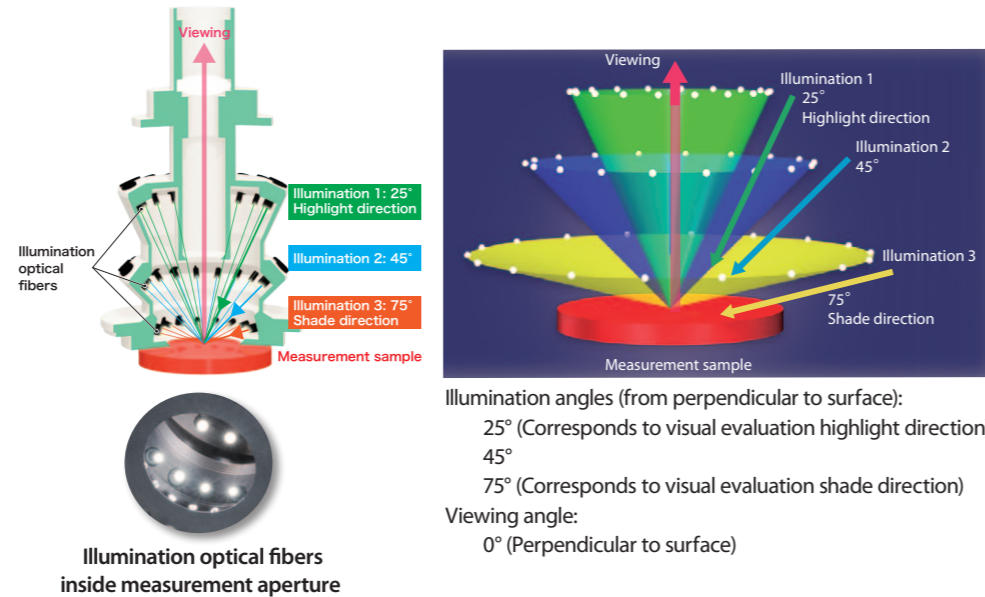 Viewing
Illumination 1: 25°
Highlight direction
Illumination
optical
fibers
Illumination 2: 45°
Illumination 3: 75°
Shade direction
Measurement sample
Illumination optical fibers
inside measurement aperture
Viewing
Illumination 1
25°
Highlight direction
Illumination 2
45°
Illumination 3
75°
Shade direction
Measurement sample
Illumination angles (from perpendicular to surface):
25° (Corresponds to visual evaluation highlight direction
45°
75° (Corresponds to visual evaluation shade direction)
Viewing angle:
0° (Perpendicular to surface)